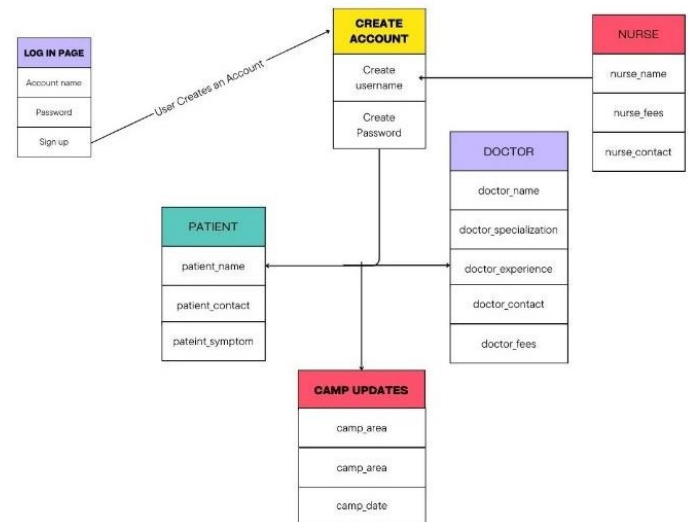 LOG IN PAGE
Account name
Password
Sign up
User Creates an Account
CREATE
ACCOUNT
Create
username
Create
Password
NURSE
nurse_name
nurse_fees
nurse_contact
DOCTOR
doctor_name
doctor_specialization
doctor_experience
doctor_contact
doctor_fees
PATIENT
patient_name
patient_contact
pateint_symptom
CAMP UPDATES
camp_area
camp_area
camp_date